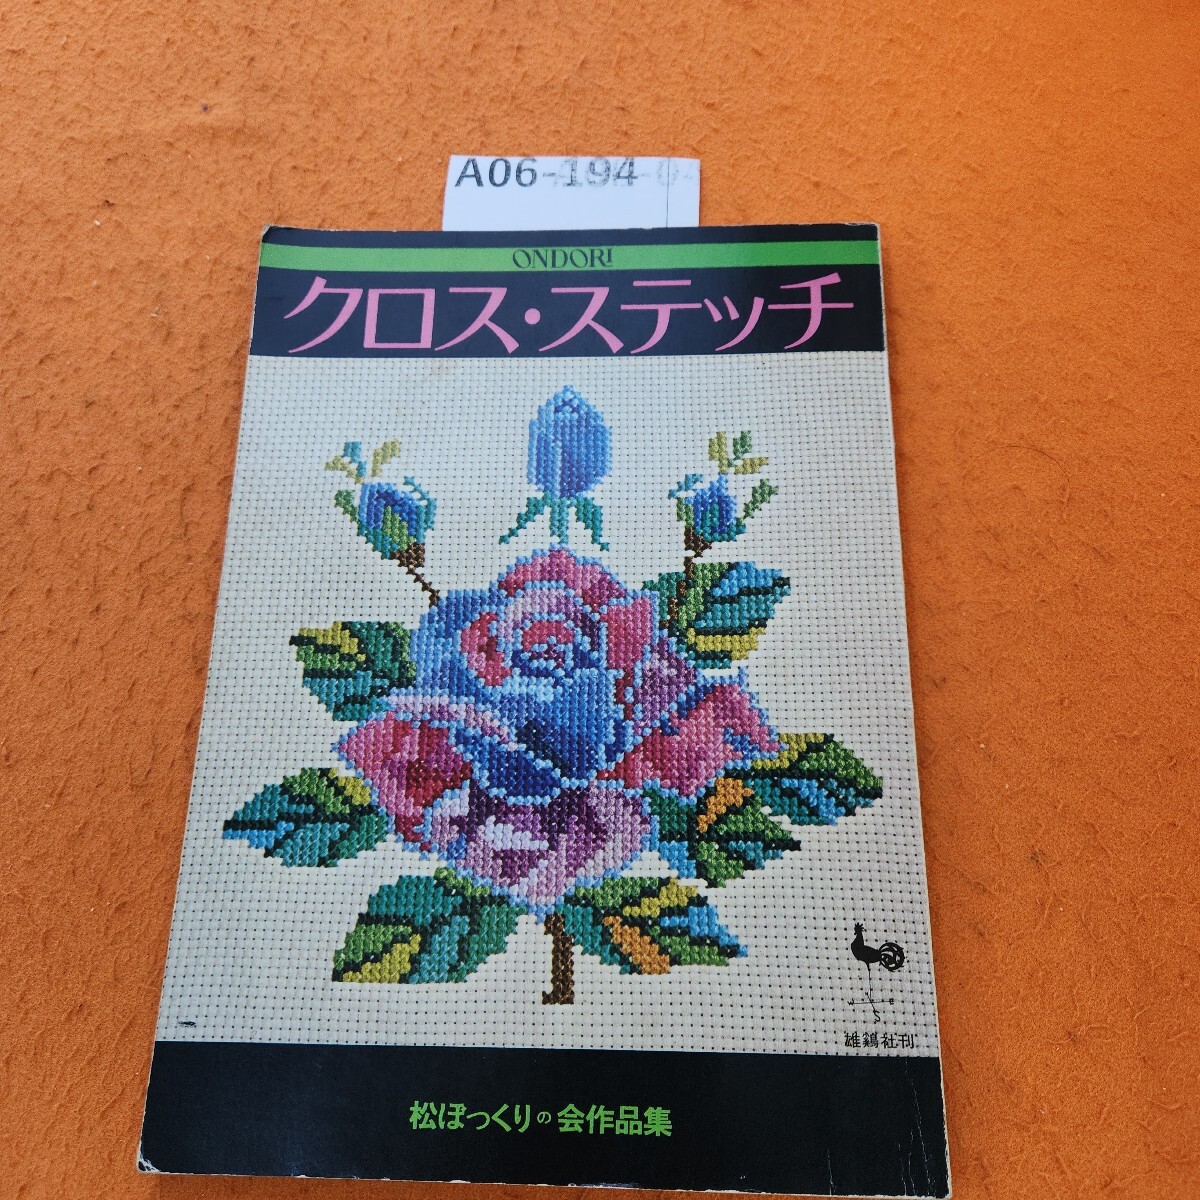 A06-194
ONDORI
クロス・ステッチ
雄鷄社刊
松ぼっくりの会作品集